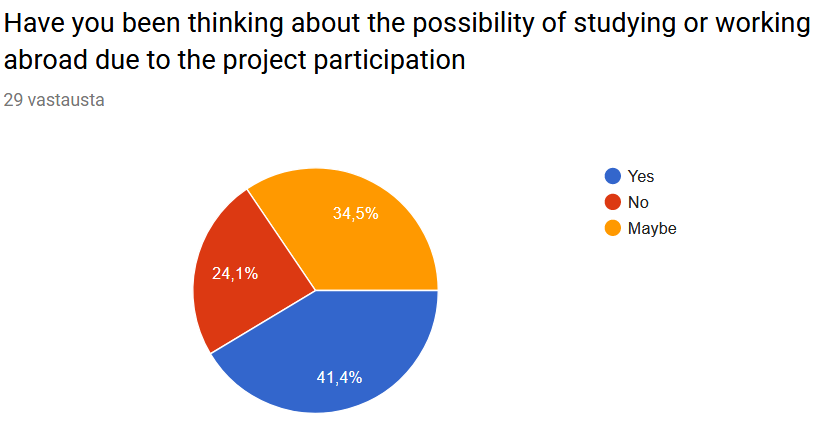 Have you been thinking about the possibility of studying or working
abroad due to the project participation
29 vastausta
Yes
No
Maybe
34,5%
24,1%
41,4%